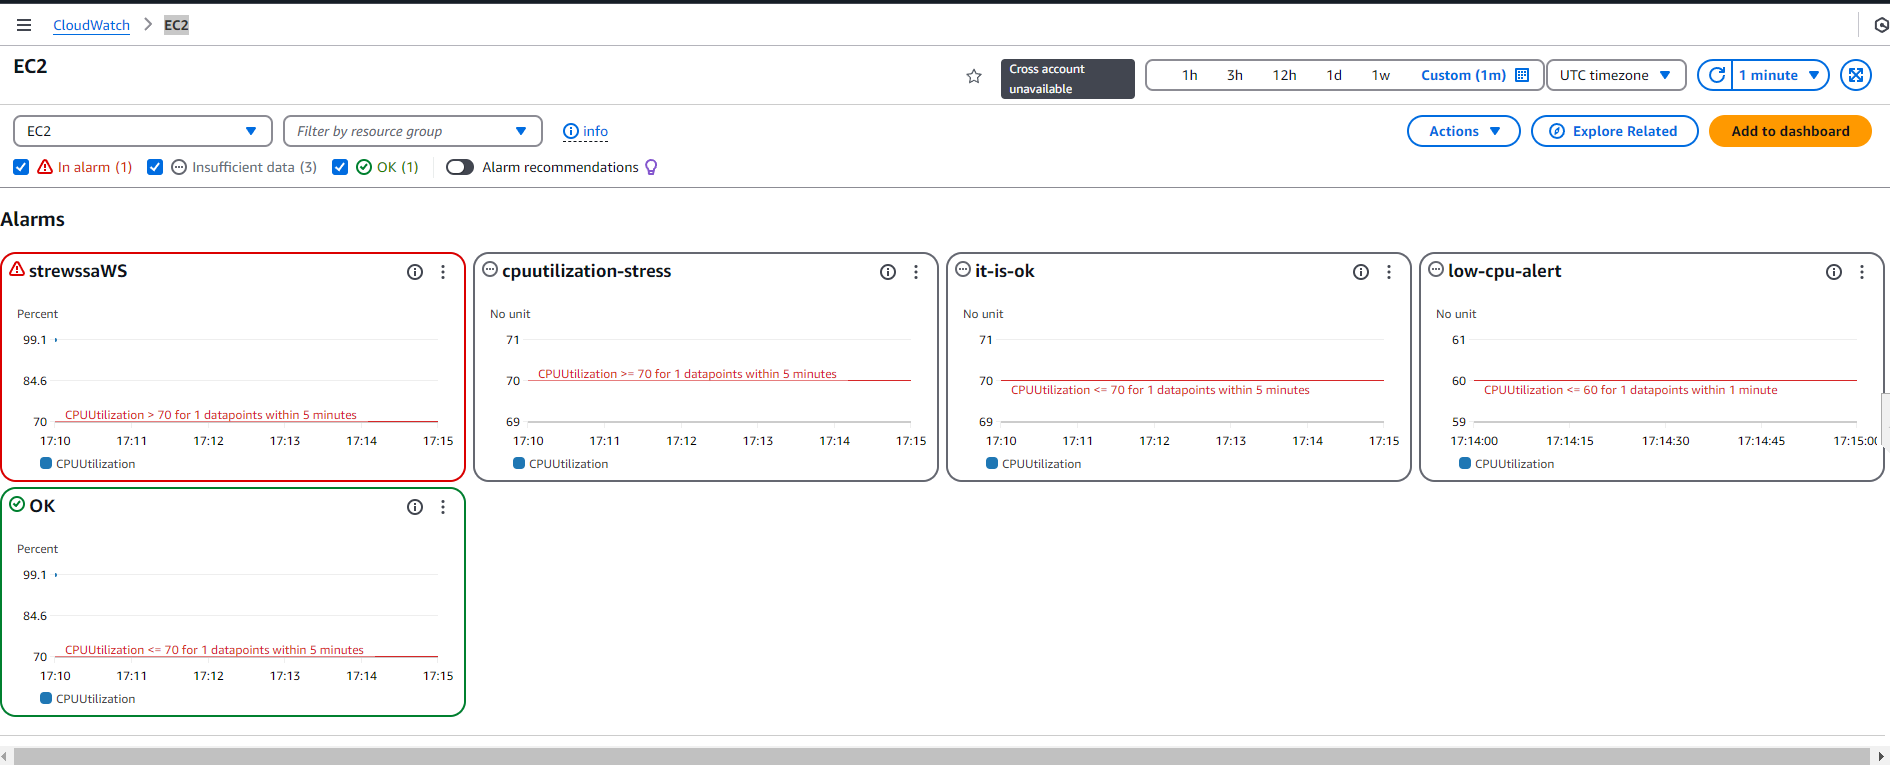 CloudWatch > EC2
EC2
Cross account unavailable
1h 3h 12h 1d 1w Custom (1m)
UTC timezone
1 minute
EC2
Filter by resource group
info
Actions
Explore Related
Add to dashboard
In alarm (1)
Insufficient data (3)
OK (1)
Alarm recommendations
Alarms
strewssaWS
Percent
99.1
84.6
CPUUtilization > 70 for 1 datapoints within 5 minutes
70
17:10 17:11 17:12 17:13 17:14 17:15
CPUUtilization
cpuutilization-stress
No unit
71
CPUUtilization >= 70 for 1 datapoints within 5 minutes
70
69
17:10 17:11 17:12 17:13 17:14 17:15
CPUUtilization
it-is-ok
No unit
71
70
CPUUtilization <= 70 for 1 datapoints within 5 minutes
69
17:10 17:11 17:12 17:13 17:14 17:15
CPUUtilization
low-cpu-alert
No unit
61
60
CPUUtilization <= 60 for 1 datapoints within 1 minute
59
17:14:00 17:14:15 17:14:30 17:14:45 17:15:00
CPUUtilization
OK
Percent
99.1
84.6
CPUUtilization <= 70 for 1 datapoints within 5 minutes
70
17:10 17:11 17:12 17:13 17:14 17:15
CPUUtilization